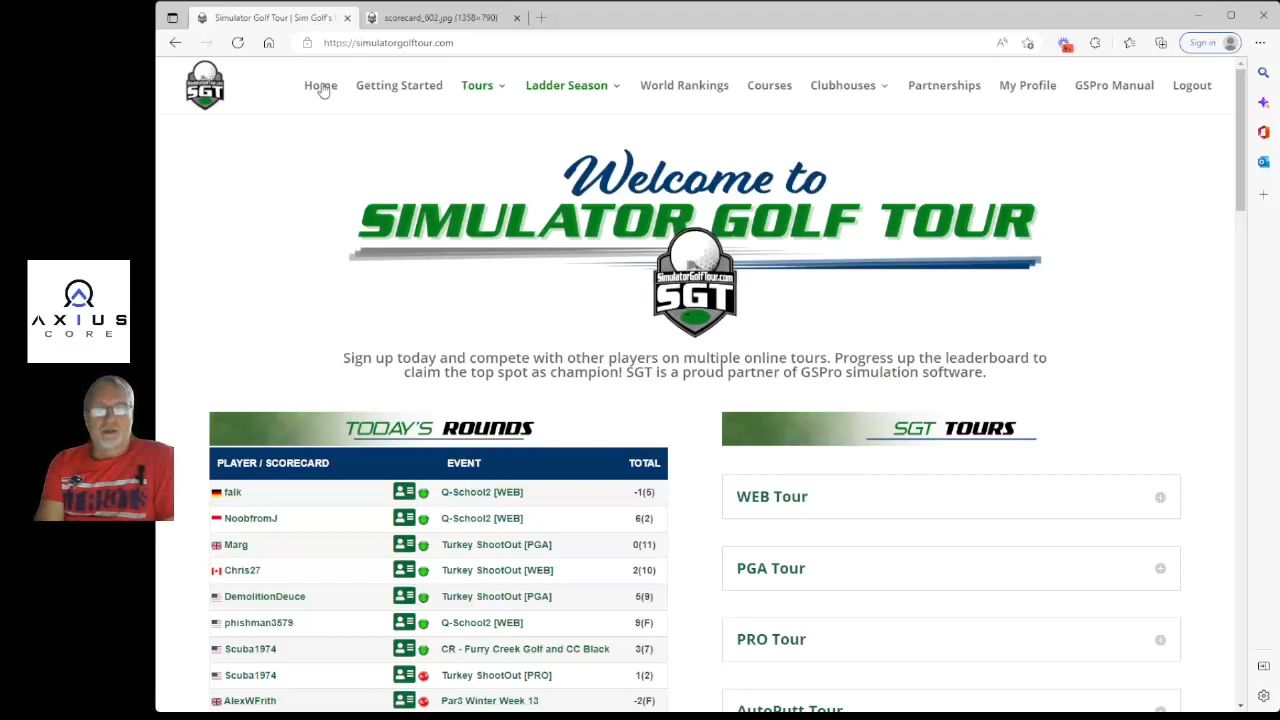 Simulator Golf Tour | Sim Golf's
scorecard_602.jpg (1358×790)
https://simulatorgolftour.com
Sign in
SGT
Home
Getting Started
Tours
Ladder Season
World Rankings
Courses
Clubhouses
Partnerships
My Profile
GSPro Manual
Logout
Welcome to
SIMULATOR GOLF TOUR
SimulatorGolfTour.com
SGT
Sign up today and compete with other players on multiple online tours. Progress up the leaderboard to
claim the top spot as champion! SGT is a proud partner of GSPro simulation software.
AXIUS
CORE
TODAY'S ROUNDS
PLAYER / SCORECARD EVENT TOTAL
falk Q-School2 [WEB] -1(5)
NoobfromJ Q-School2 [WEB] 6(2)
Marg Turkey ShootOut [PGA] 0(11)
Chris27 Turkey ShootOut [WEB] 2(10)
DemolitionDeuce Turkey ShootOut [PGA] 5(9)
phishman3579 Q-School2 [WEB] 9(F)
Scuba1974 CR - Furry Creek Golf and CC Black 3(7)
Scuba1974 Turkey ShootOut [PRO] 1(2)
AlexWFrith Par3 Winter Week 13 -2(F)
SGT TOURS
WEB Tour
PGA Tour
PRO Tour
AutoPutt Tour